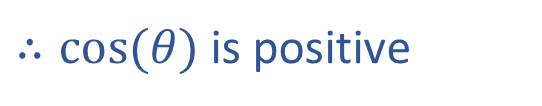 ∴ cos(θ) is positive